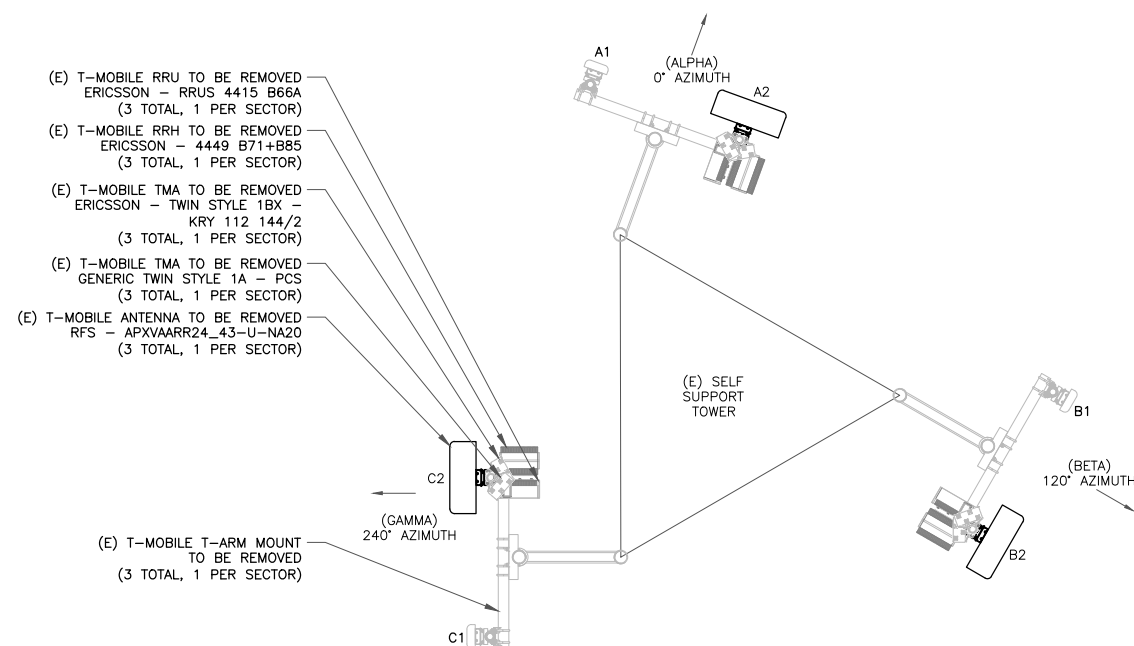 (E) T-MOBILE RRU TO BE REMOVED
ERICSSON - RRUS 4415 B66A
(3 TOTAL, 1 PER SECTOR)
(E) T-MOBILE RRH TO BE REMOVED
ERICSSON - 4449 B71+B85
(3 TOTAL, 1 PER SECTOR)
(E) T-MOBILE TMA TO BE REMOVED
ERICSSON - TWIN STYLE 1BX -
KRY 112 144/2
(3 TOTAL, 1 PER SECTOR)
(E) T-MOBILE TMA TO BE REMOVED
GENERIC TWIN STYLE 1A - PCS
(3 TOTAL, 1 PER SECTOR)
(E) T-MOBILE ANTENNA TO BE REMOVED
RFS - APXVAARR24_43-U-NA20
(3 TOTAL, 1 PER SECTOR)
(E) T-MOBILE T-ARM MOUNT
TO BE REMOVED
(3 TOTAL, 1 PER SECTOR)
A1
(ALPHA)
0° AZIMUTH
A2
(E) SELF
SUPPORT
TOWER
B1
(BETA)
120° AZIMUTH
B2
C2
(GAMMA)
240° AZIMUTH
C1